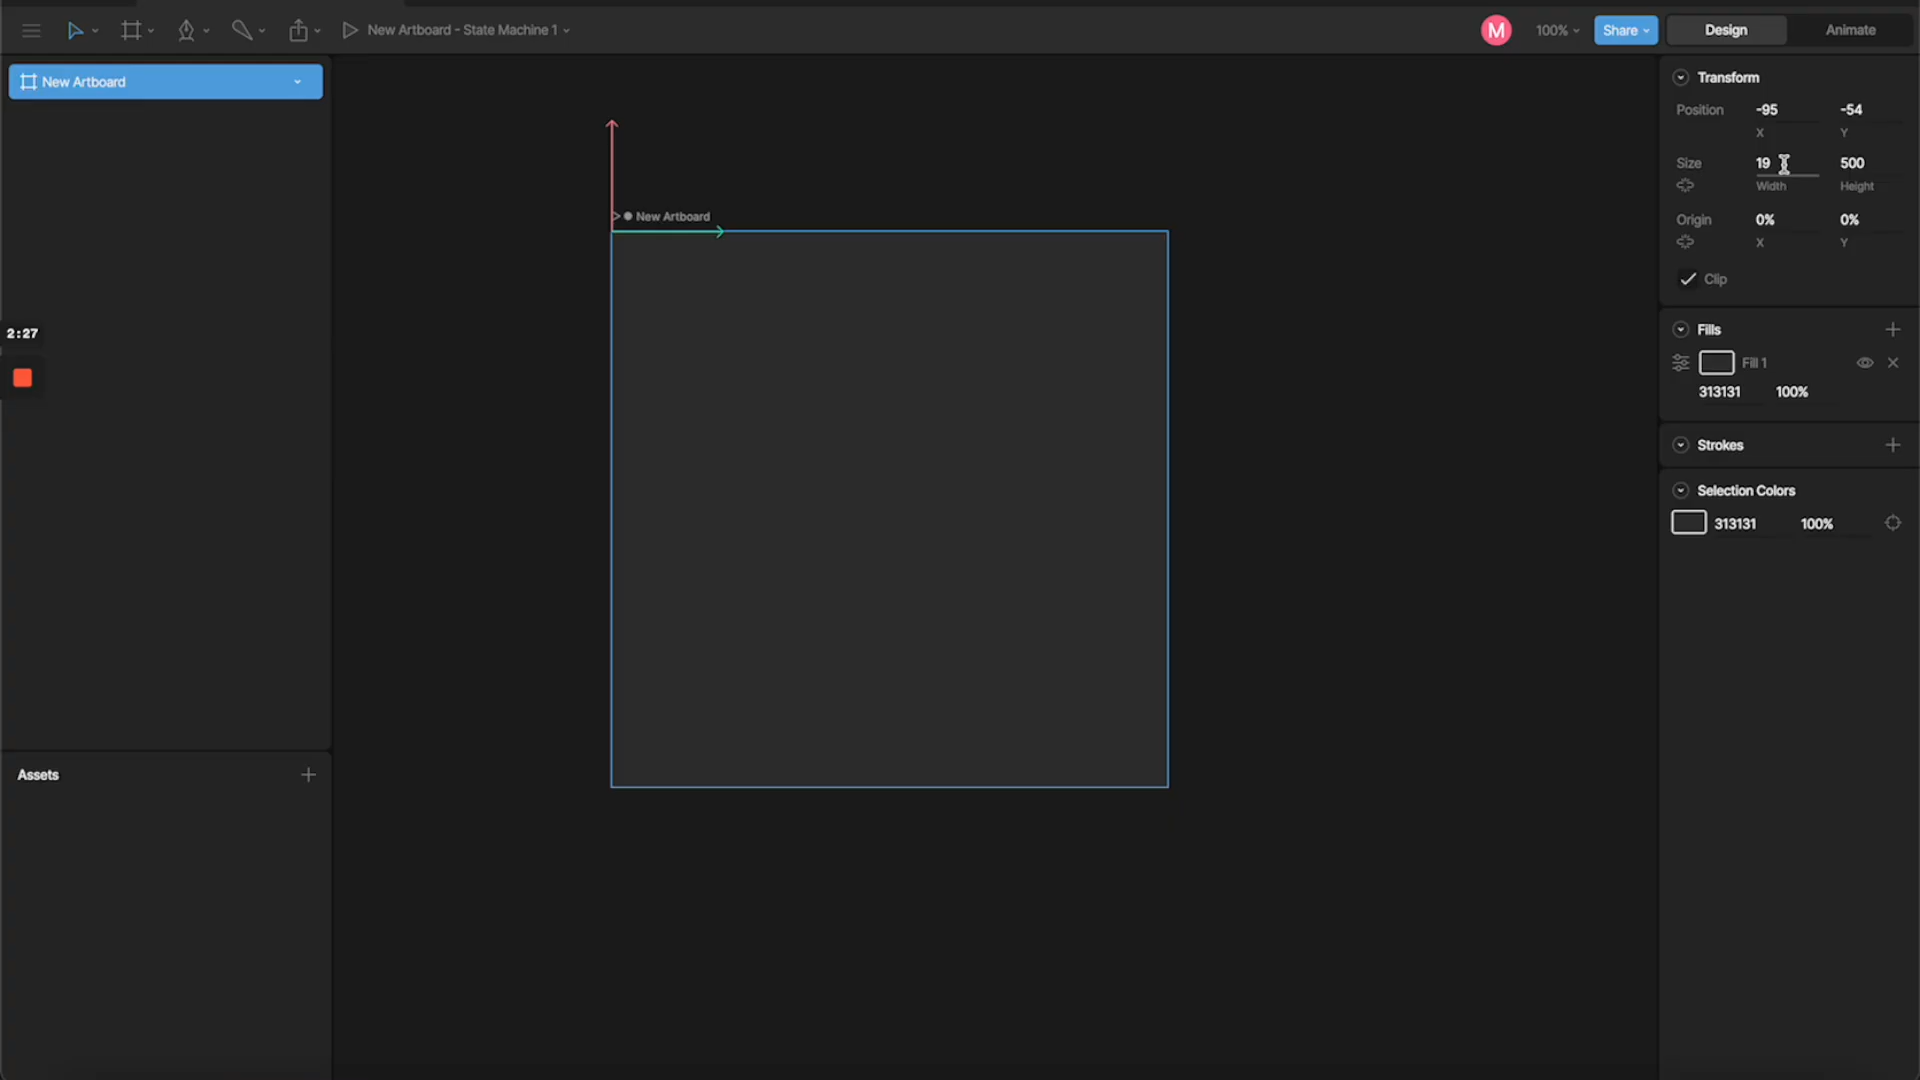 New Artboard - State Machine 1
M
100%
Share
Design
Animate
New Artboard
Transform
Position
-95
-54
X
Y
Size
19
500
Width
Height
Origin
0%
0%
X
Y
Clip
New Artboard
2:27
Fills
Fill 1
313131
100%
Strokes
Selection Colors
313131
100%
Assets